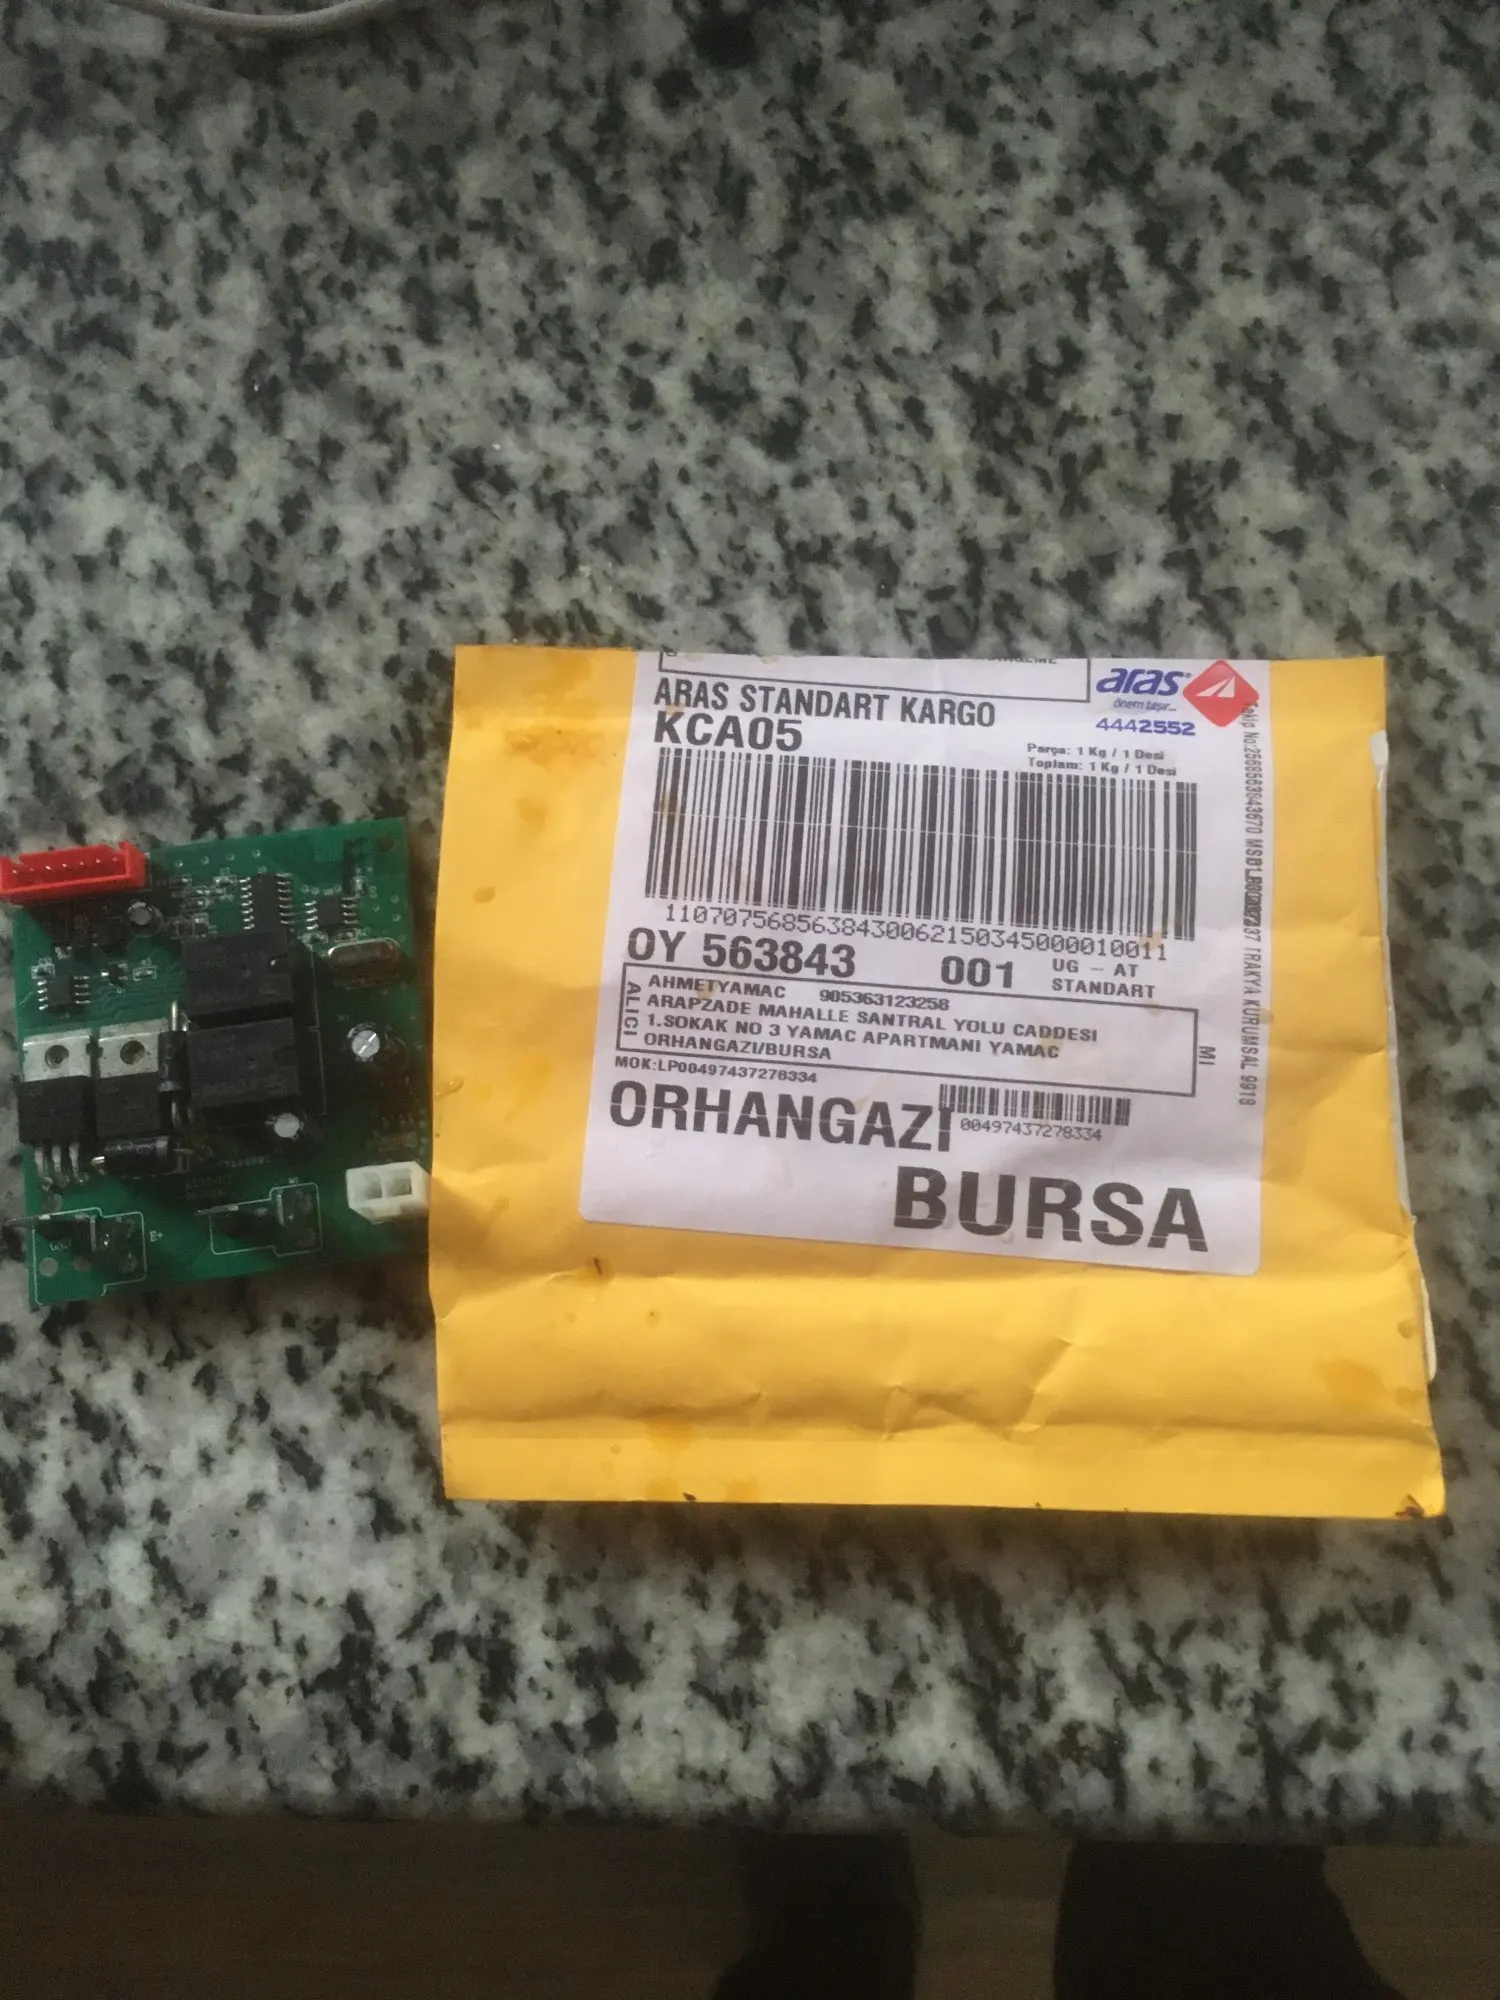 aras
önem taşır...
4442552
ARAS STANDART KARGO
KCA05
Parça: 1 Kg / 1 Desi
Toplam: 1 Kg / 1 Desi
1107075685638430062150345000010011
OY 563843 001 UG - AT
STANDART
ALICI
AHMETYAMAC 905363123258
ARAPZADE MAHALLE SANTRAL YOLU CADDESI
1.SOKAK NO 3 YAMAC APARTMANI YAMAC
ORHANGAZI/BURSA
MI
MOK:LP00497437278334
ORHANGAZI
00497437278334
BURSA
TRAKYA KURUMSAL 9918
GND
E+